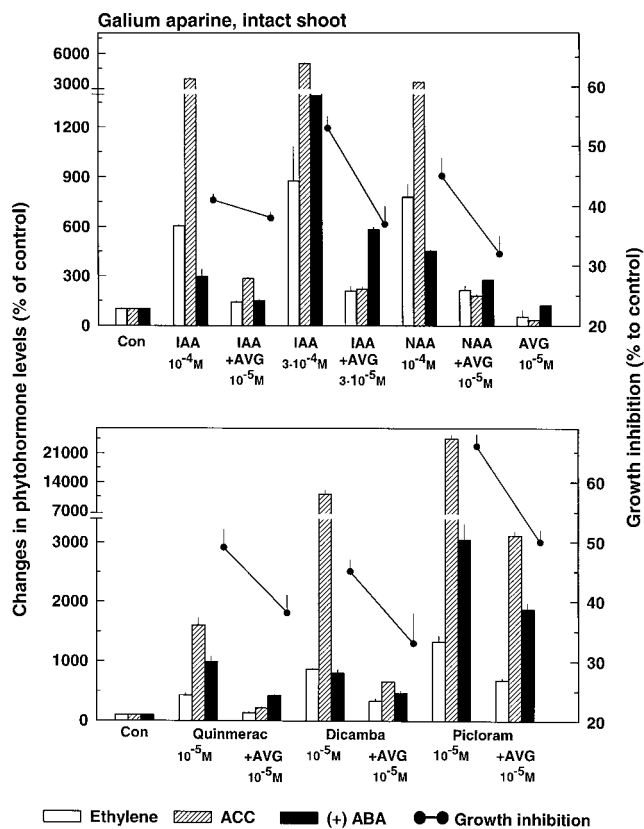 Galium aparine, intact shoot
Changes in phytohormone levels (% of control)
Growth inhibition (% to control)
6000
3000
1200
900
600
300
0
60
50
40
30
20
Con
IAA
10⁻⁴M
IAA
+AVG
10⁻⁵M
IAA
3·10⁻⁴M
IAA
+AVG
3·10⁻⁵M
NAA
10⁻⁴M
NAA
+AVG
10⁻⁵M
AVG
10⁻⁵M
21000
14000
7000
3000
2000
1000
0
60
50
40
30
20
Con
Quinmerac
10⁻⁵M
+AVG
10⁻⁵M
Dicamba
10⁻⁵M
+AVG
10⁻⁵M
Picloram
10⁻⁵M
+AVG
10⁻⁵M
Ethylene
ACC
(+) ABA
Growth inhibition